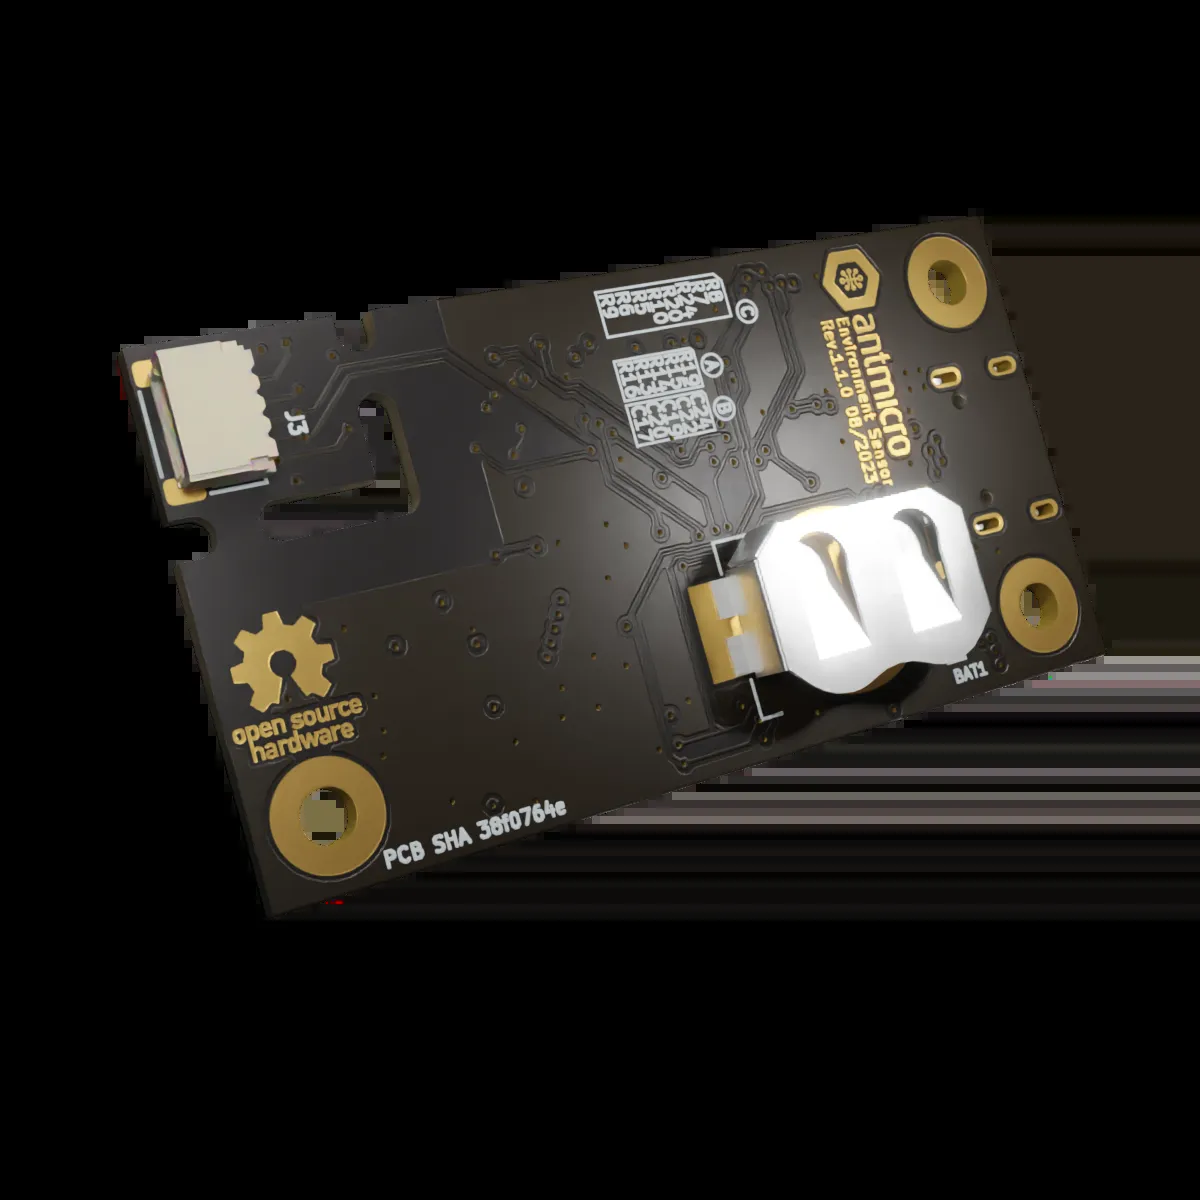 antmicro
Environment Sensor
Rev.1.1.0 08/2023
C
A
B
J3
BAT1
open source
hardware
PCB SHA 38f0764e